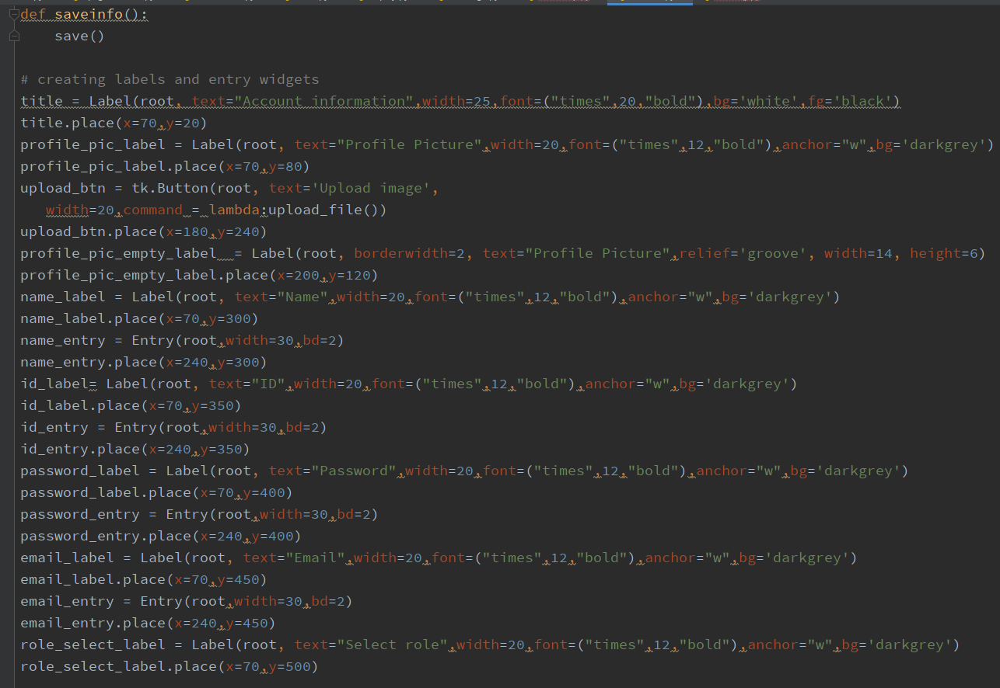 def saveinfo():
    save()
# creating labels and entry widgets
title = Label(root, text="Account information",width=25,font=("times",20,"bold"),bg='white',fg='black')
title.place(x=70,y=20)
profile_pic_label = Label(root, text="Profile Picture",width=20,font=("times",12,"bold"),anchor="w",bg='darkgrey')
profile_pic_label.place(x=70,y=80)
upload_btn = tk.Button(root, text='Upload image',
   width=20,command = lambda:upload_file())
upload_btn.place(x=180,y=240)
profile_pic_empty_label  = Label(root, borderwidth=2, text="Profile Picture",relief='groove', width=14, height=6)
profile_pic_empty_label.place(x=200,y=120)
name_label = Label(root, text="Name",width=20,font=("times",12,"bold"),anchor="w",bg='darkgrey')
name_label.place(x=70,y=300)
name_entry = Entry(root,width=30,bd=2)
name_entry.place(x=240,y=300)
id_label= Label(root, text="ID",width=20,font=("times",12,"bold"),anchor="w",bg='darkgrey')
id_label.place(x=70,y=350)
id_entry = Entry(root,width=30,bd=2)
id_entry.place(x=240,y=350)
password_label = Label(root, text="Password",width=20,font=("times",12,"bold"),anchor="w",bg='darkgrey')
password_label.place(x=70,y=400)
password_entry = Entry(root,width=30,bd=2)
password_entry.place(x=240,y=400)
email_label = Label(root, text="Email",width=20,font=("times",12,"bold"),anchor="w",bg='darkgrey')
email_label.place(x=70,y=450)
email_entry = Entry(root,width=30,bd=2)
email_entry.place(x=240,y=450)
role_select_label = Label(root, text="Select role",width=20,font=("times",12,"bold"),anchor="w",bg='darkgrey')
role_select_label.place(x=70,y=500)